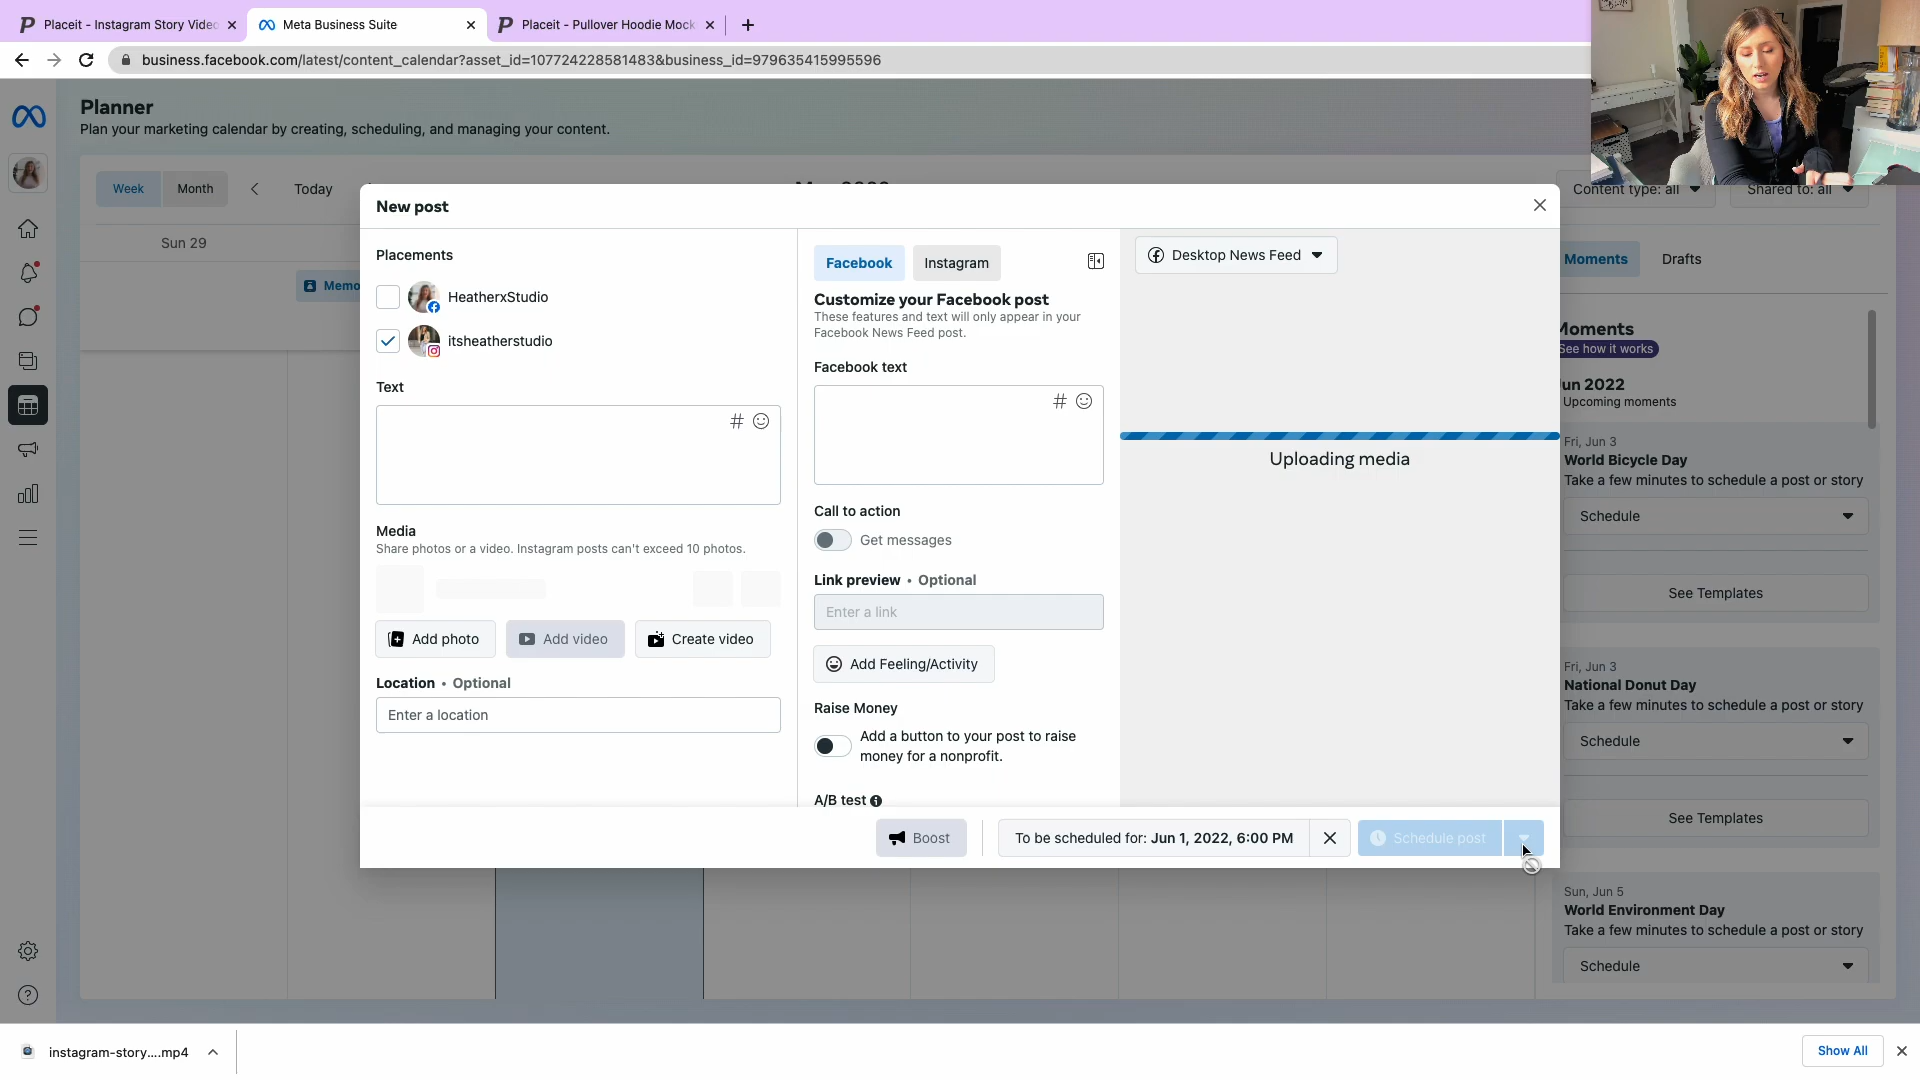 Placeit - Instagram Story Video
Meta Business Suite
Placeit - Pullover Hoodie Mock
business.facebook.com/latest/content_calendar?asset_id=107724228581483&business_id=979635415995596
Planner
Plan your marketing calendar by creating, scheduling, and managing your content.
Week
Month
Today
Content type: all
Shared to: all
Sun 29
Memo
New post
Placements
HeatherxStudio
itsheatherstudio
Text
#
Media
Share photos or a video. Instagram posts can't exceed 10 photos.
Add photo
Add video
Create video
Location • Optional
Enter a location
Facebook
Instagram
Customize your Facebook post
These features and text will only appear in your
Facebook News Feed post.
Facebook text
#
Call to action
Get messages
Link preview • Optional
Enter a link
Add Feeling/Activity
Raise Money
Add a button to your post to raise
money for a nonprofit.
A/B test
Desktop News Feed
Uploading media
Boost
To be scheduled for: Jun 1, 2022, 6:00 PM
Schedule post
Moments
Drafts
Moments
See how it works
un 2022
Upcoming moments
Fri, Jun 3
World Bicycle Day
Take a few minutes to schedule a post or story
Schedule
See Templates
Fri, Jun 3
National Donut Day
Take a few minutes to schedule a post or story
Schedule
See Templates
Sun, Jun 5
World Environment Day
Take a few minutes to schedule a post or story
Schedule
instagram-story....mp4
Show All